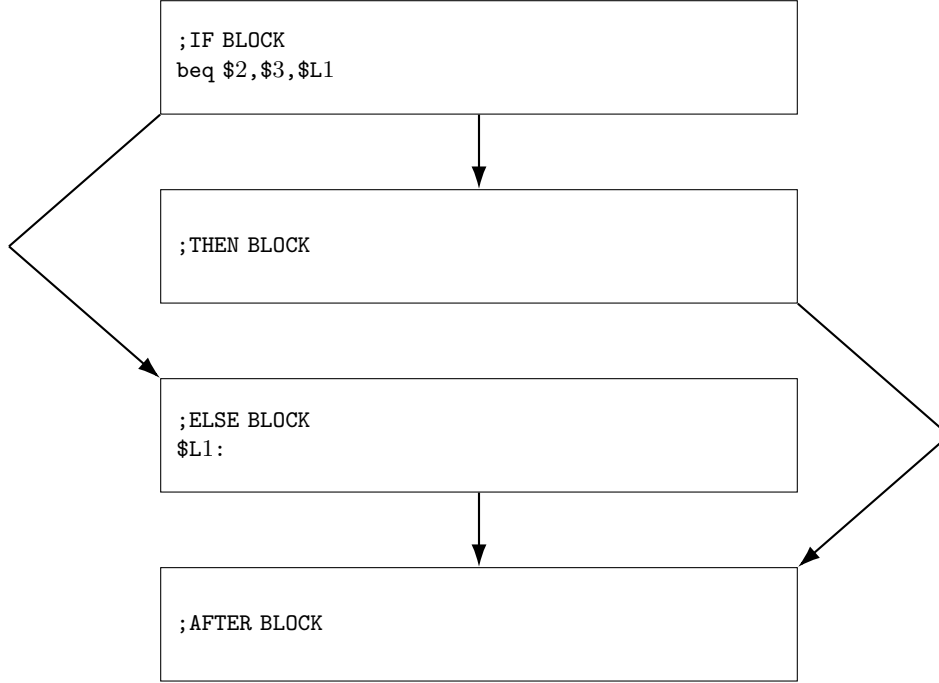 ;IF BLOCK
beq $2,$3,$L1
;THEN BLOCK
;ELSE BLOCK
$L1:
;AFTER BLOCK